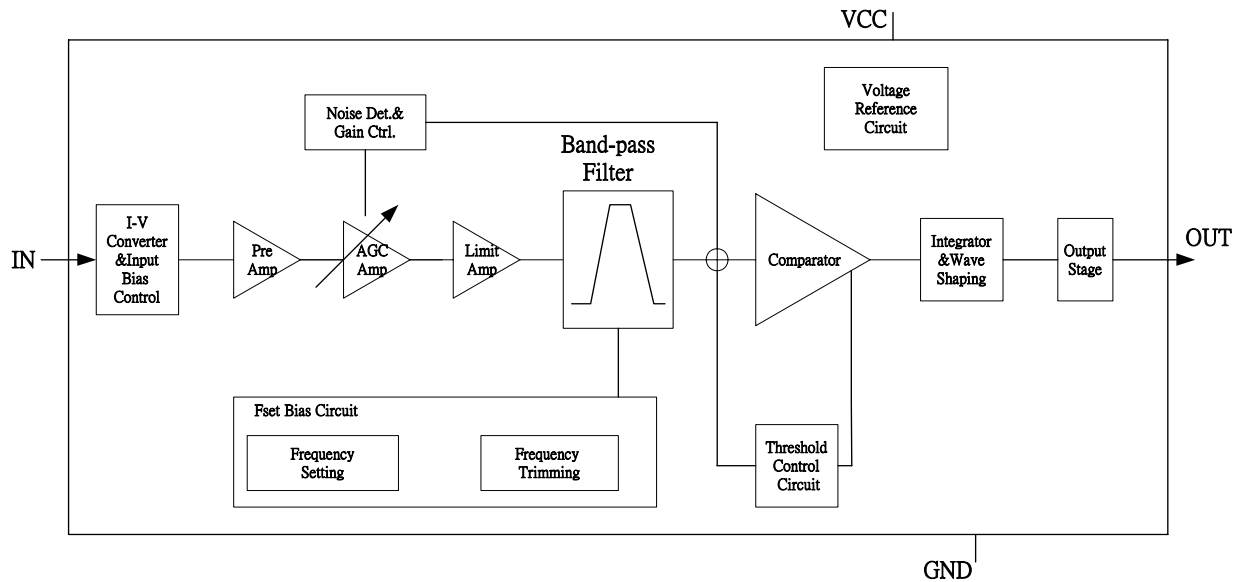 VCC
Voltage
Reference
Circuit
Noise Det.&
Gain Ctrl.
Band-pass
Filter
IN
I-V
Converter
&Input
Bias
Control
Pre
Amp
AGC
Amp
Limit
Amp
Comparator
Integrator
&Wave
Shaping
Output
Stage
OUT
Fset Bias Circuit
Frequency
Setting
Frequency
Trimming
Threshold
Control
Circuit
GND